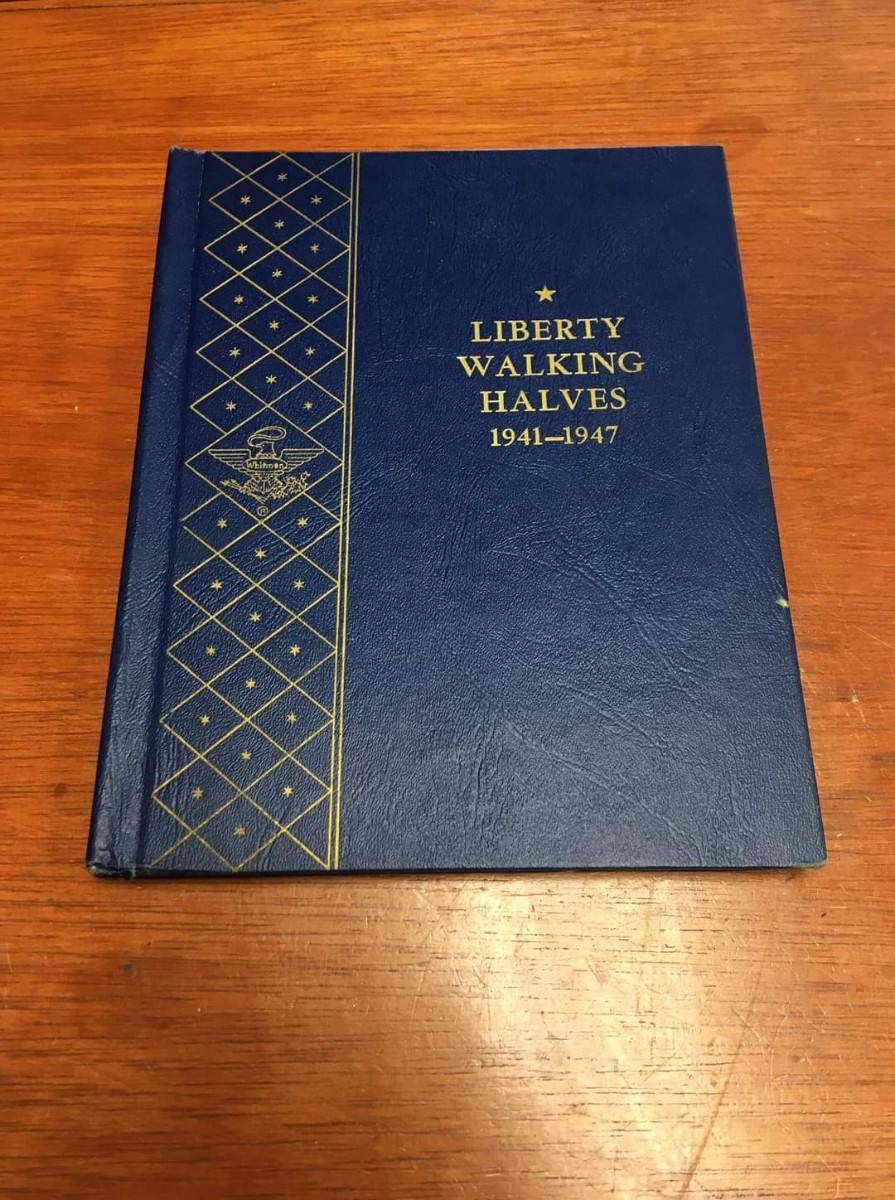 LIBERTY
WALKING
HALVES
1941—1947
Whitman
®